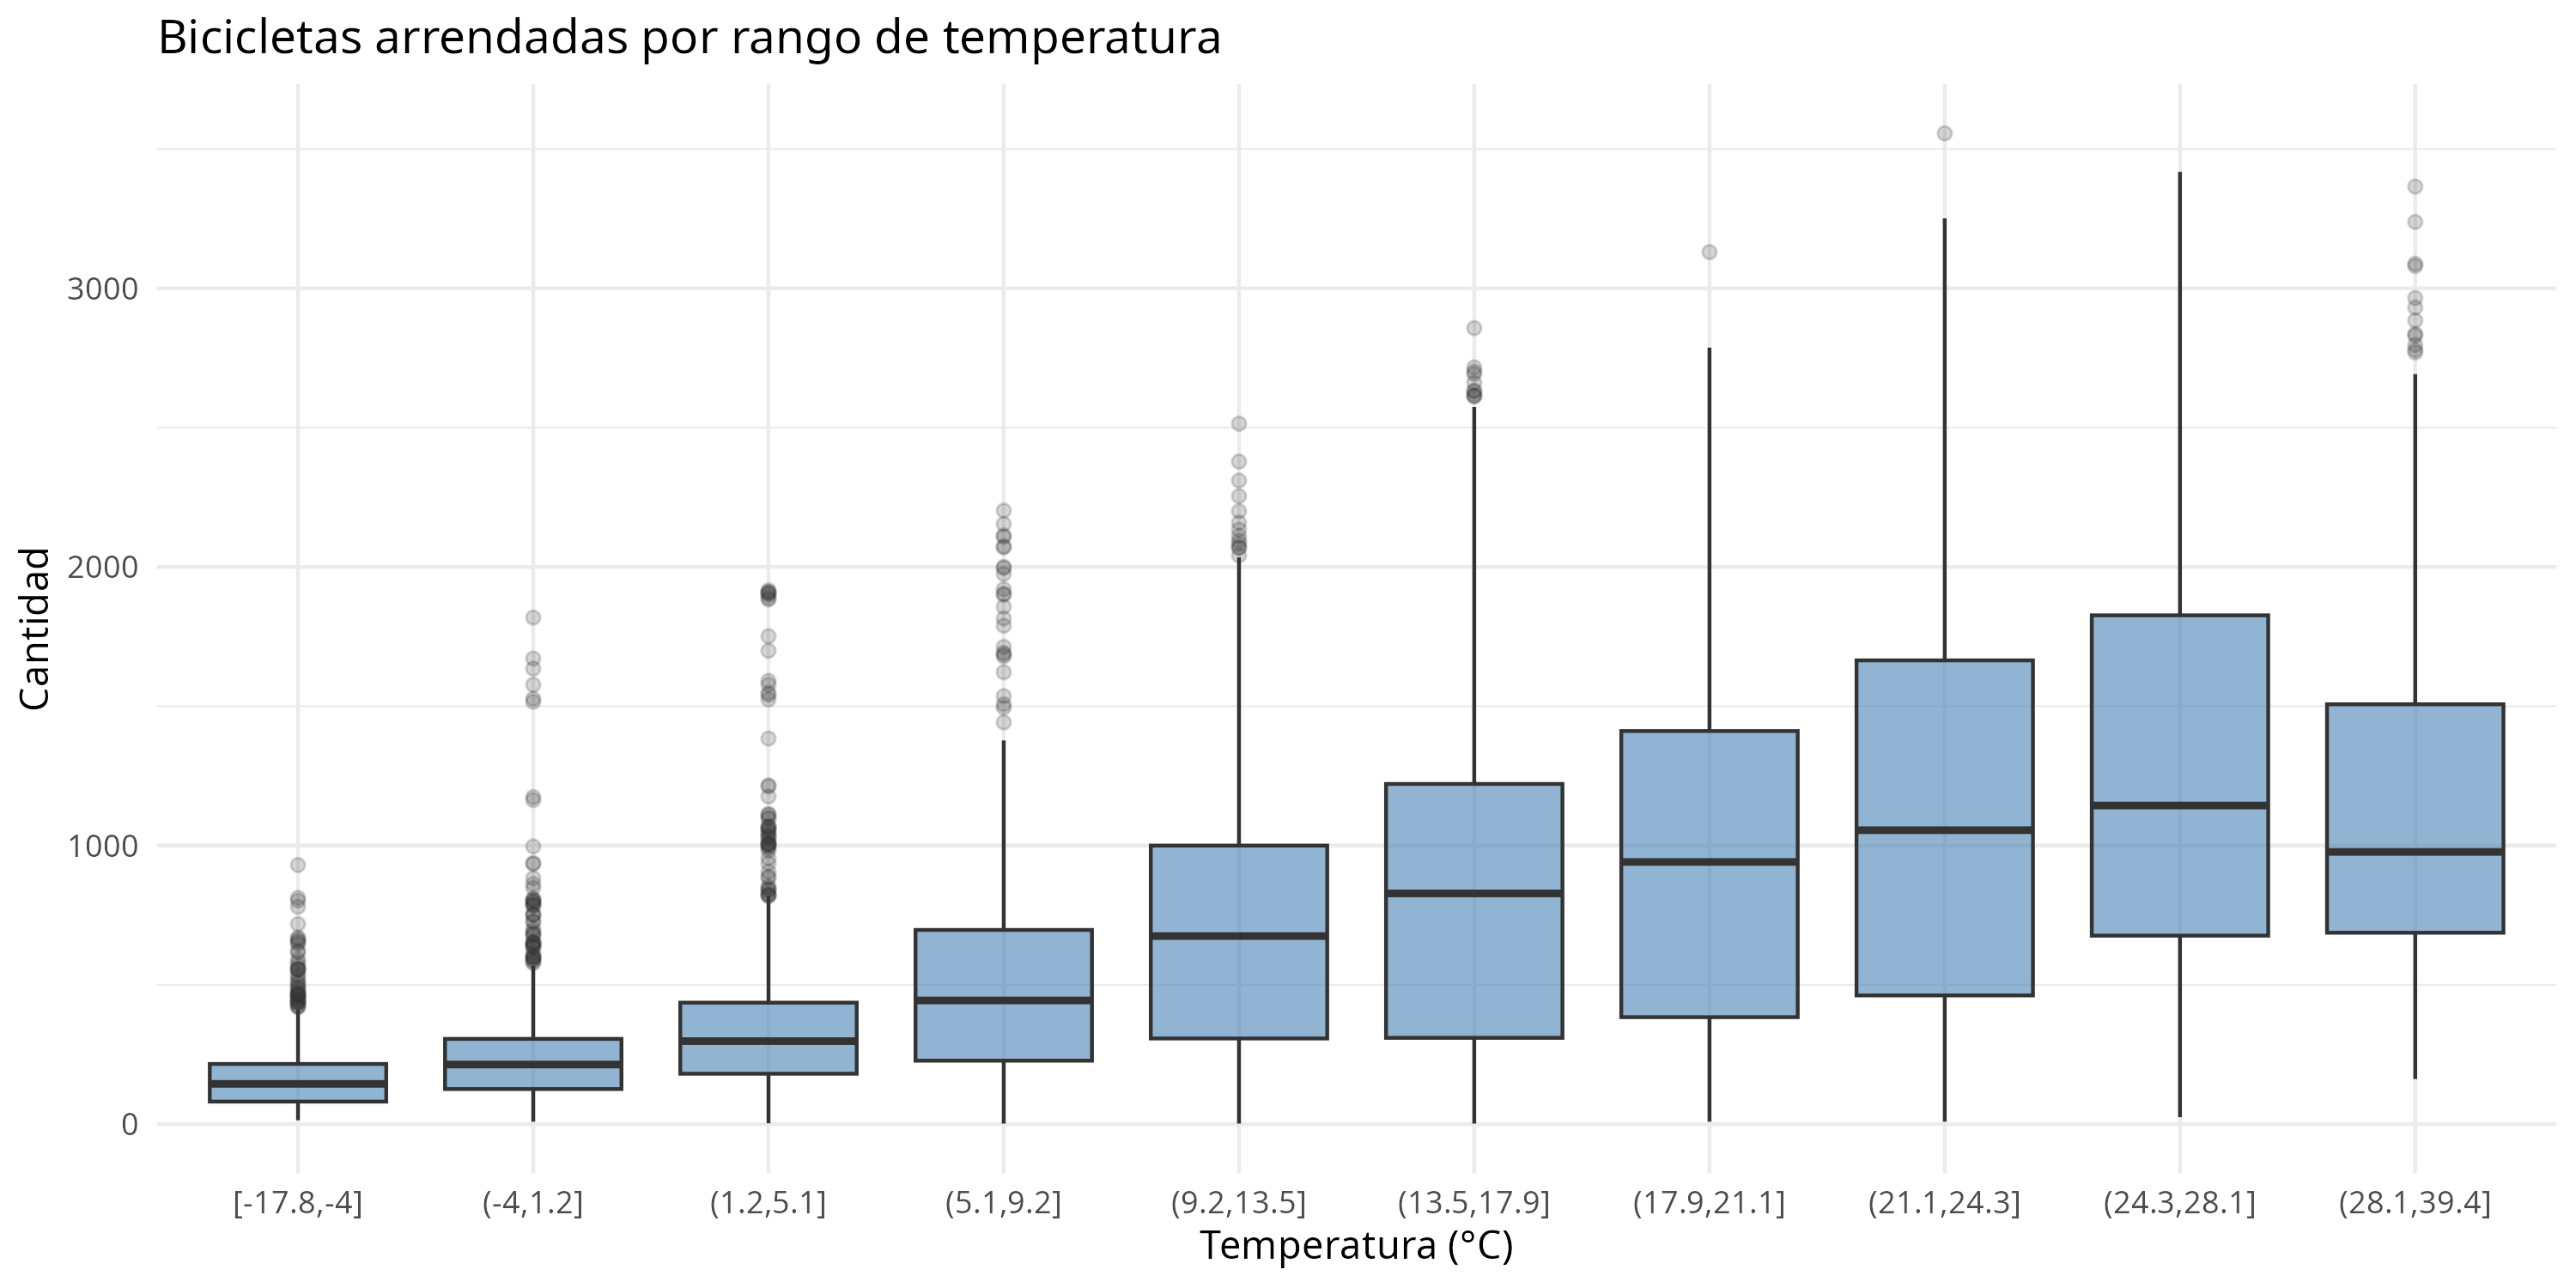 Bicicletas arrendadas por rango de temperatura
Cantidad
3000
2000
1000
0
[-17.8,-4] (-4,1.2] (1.2,5.1] (5.1,9.2] (9.2,13.5] (13.5,17.9] (17.9,21.1] (21.1,24.3] (24.3,28.1] (28.1,39.4]
Temperatura (°C)